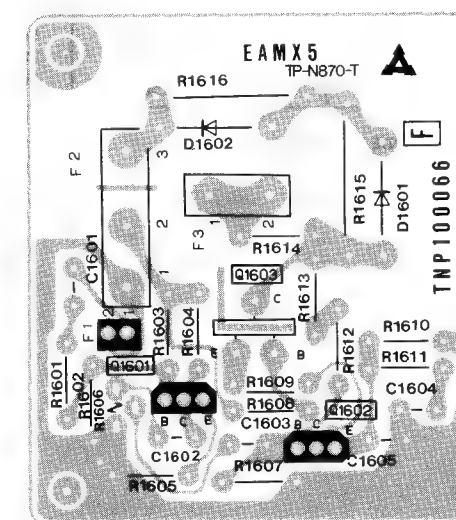 EAMX5
TP-N870-T
R1616
D1602
F
F2
3
2
1
C1601
F3
1
2
R1615
D1601
TNP100066
R1614
Q1603
C
R1613
F1
2
1
R1603
R1604
E
B
R1612
R1610
R1611
R1601
R1602
R1606
Q1601
R1609
R1608
C1604
Q1602
B
C
E
C1603
B
C
E
C1602
R1607
C1605
R1605